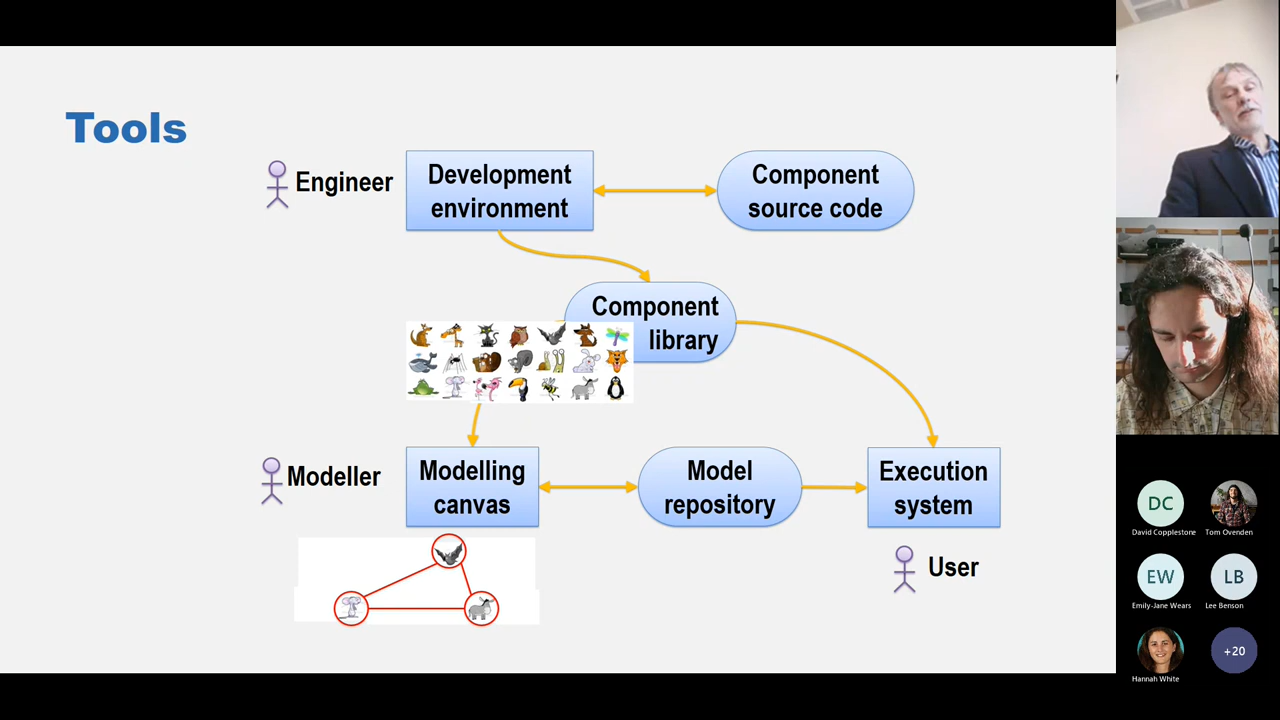 Tools
Engineer
Development
environment
Component
source code
Component
library
Modeller
Modelling
canvas
Model
repository
Execution
system
User
DC
David Copplestone
Tom Ovenden
EW
Emily-Jane Wears
LB
Lee Benson
Hannah White
+20